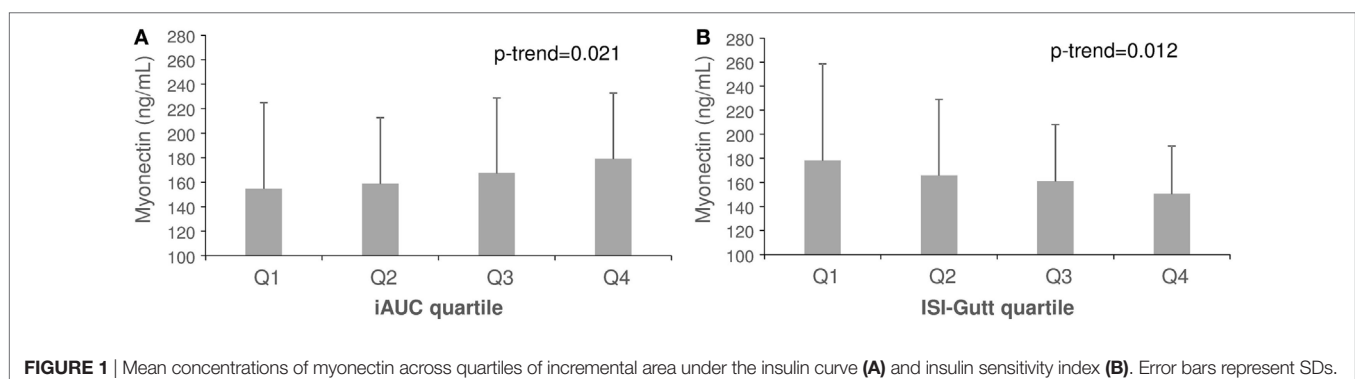 A
p-trend=0.021
Myonectin (ng/mL)
280
260
240
220
200
180
160
140
120
100
Q1 Q2 Q3 Q4
iAUC quartile
B
p-trend=0.012
Myonectin (ng/mL)
280
260
240
220
200
180
160
140
120
100
Q1 Q2 Q3 Q4
ISI-Gutt quartile
FIGURE 1 | Mean concentrations of myonectin across quartiles of incremental area under the insulin curve (A) and insulin sensitivity index (B). Error bars represent SDs.